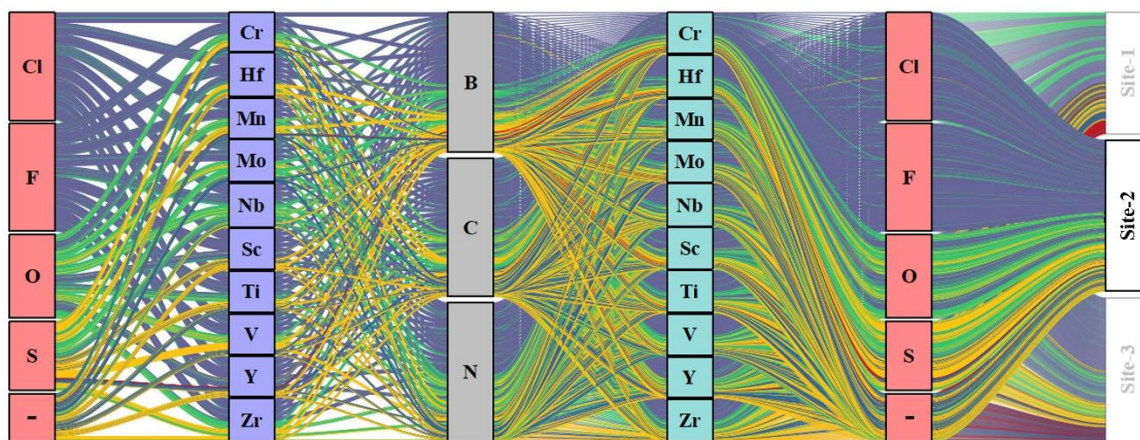 Cl
F
O
S
-
Cr
Hf
Mn
Mo
Nb
Sc
Ti
V
Y
Zr
B
C
N
Cr
Hf
Mn
Mo
Nb
Sc
Ti
V
Y
Zr
Cl
F
O
S
-
Site-1
Site-2
Site-3